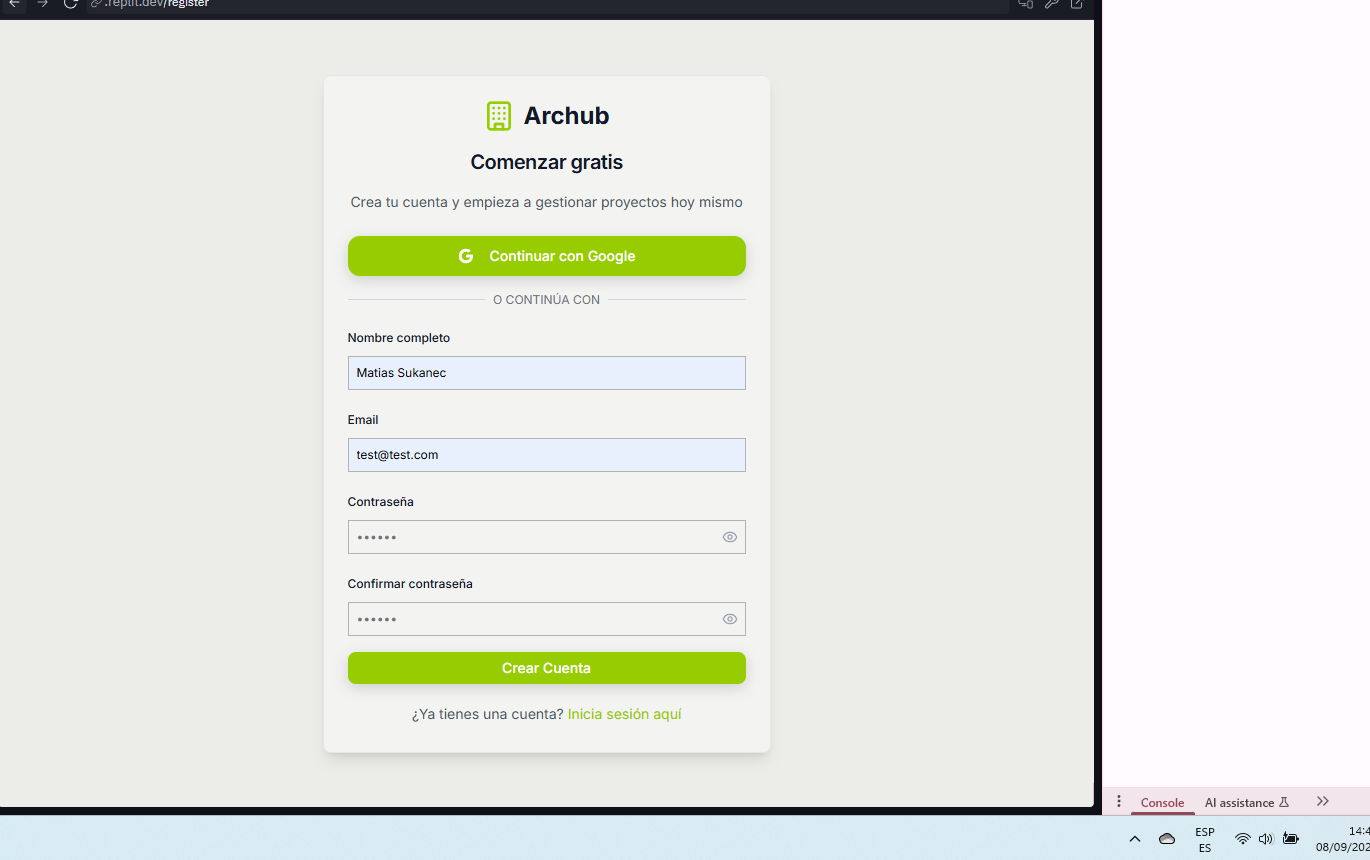 .replit.dev/register
Archub
Comenzar gratis
Crea tu cuenta y empieza a gestionar proyectos hoy mismo
G Continuar con Google
O CONTINÚA CON
Nombre completo
Matias Sukanec
Email
test@test.com
Contraseña
••••••
Confirmar contraseña
••••••
Crear Cuenta
¿Ya tienes una cuenta? Inicia sesión aquí
Console AI assistance
ESP
ES
14:4
08/09/202